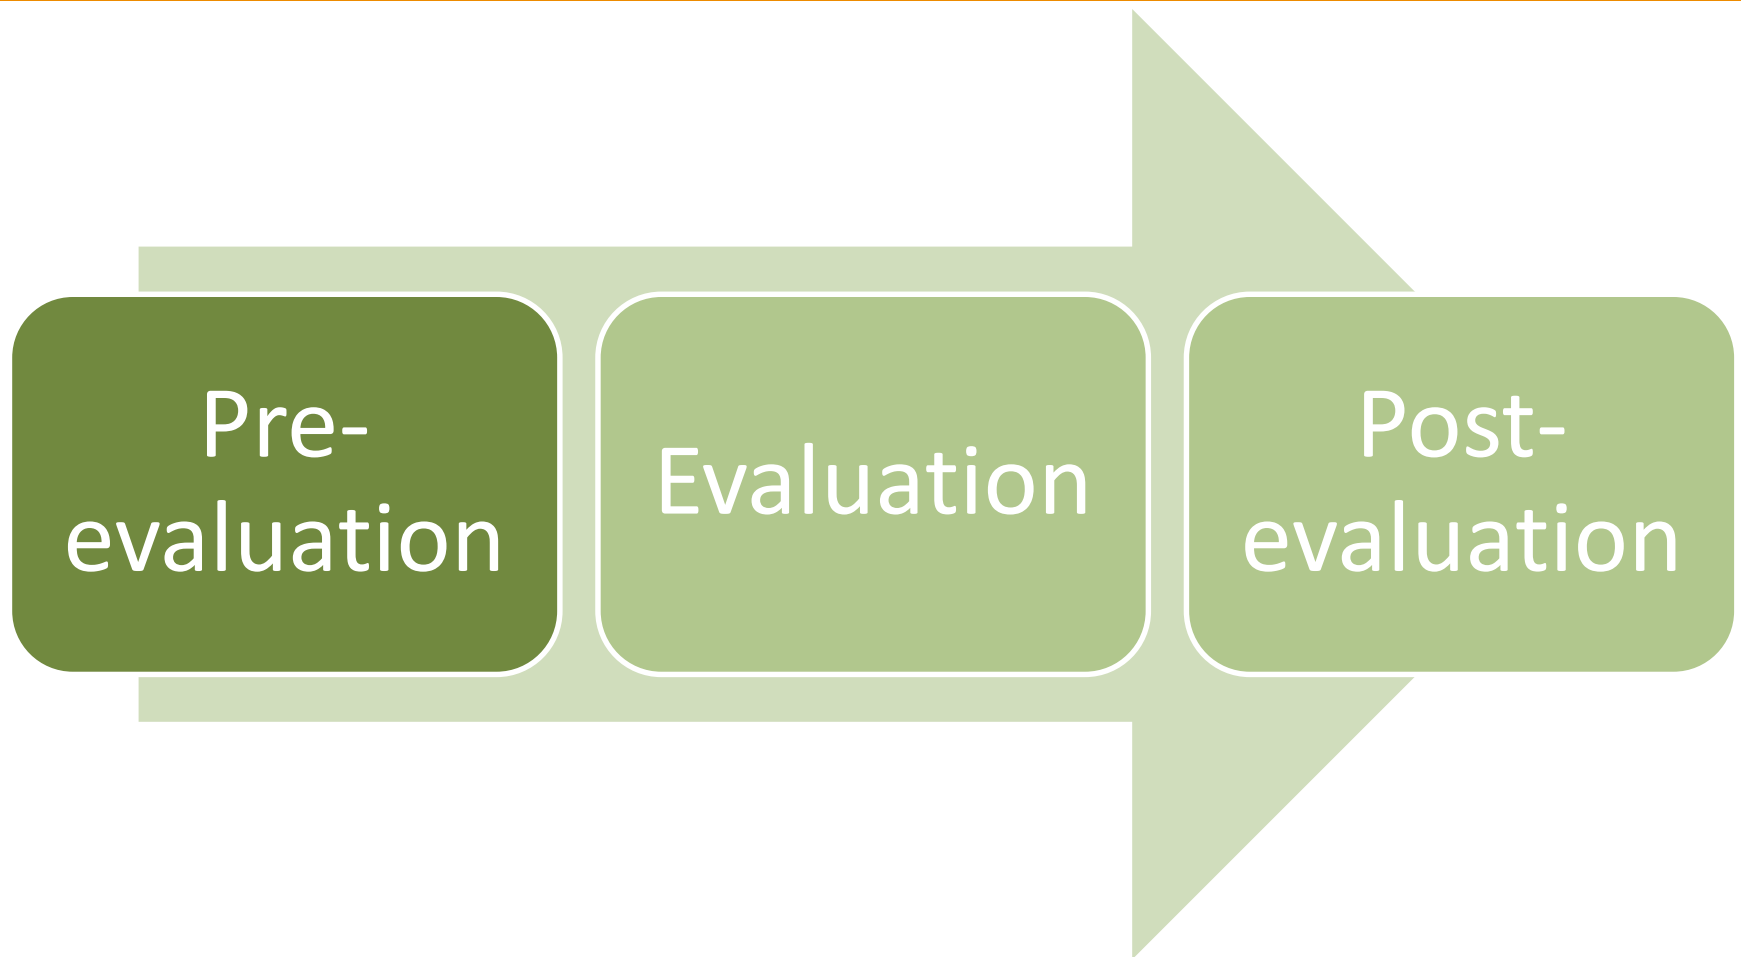 Pre-
evaluation
Evaluation
Post-
evaluation